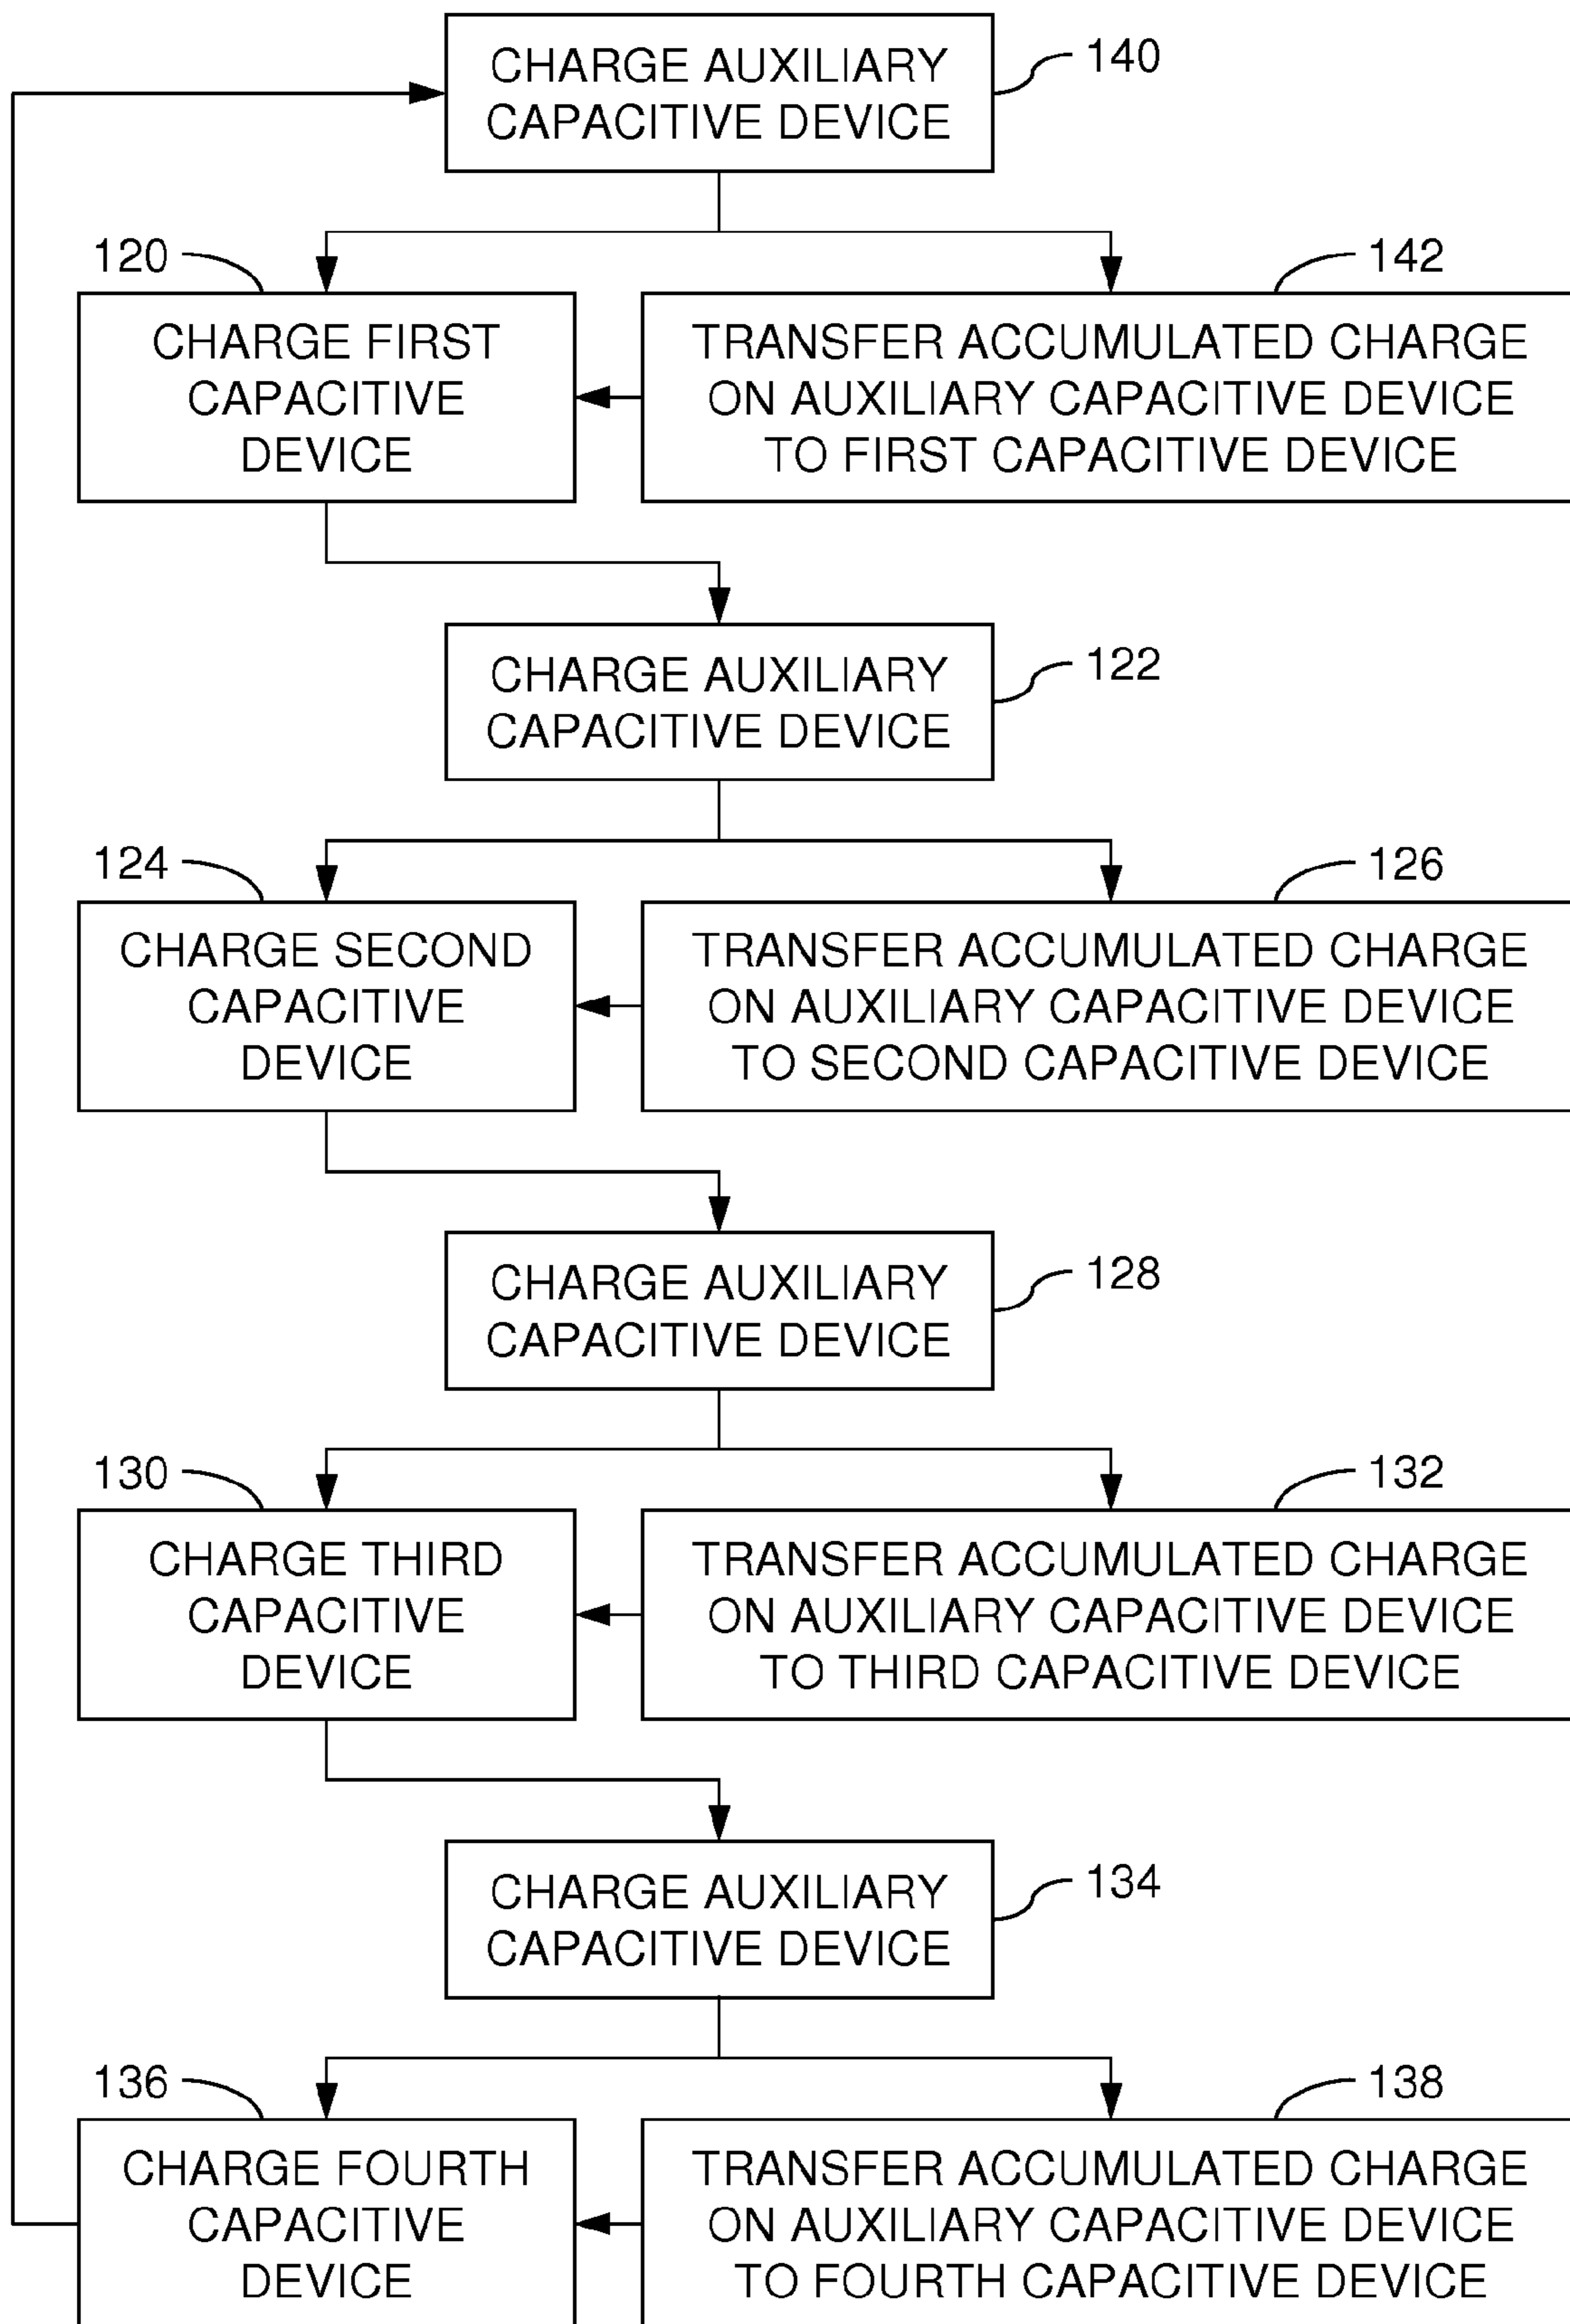 CHARGE AUXILIARY
CAPACITIVE DEVICE
140
120
142
CHARGE FIRST
CAPACITIVE
DEVICE
TRANSFER ACCUMULATED CHARGE
ON AUXILIARY CAPACITIVE DEVICE
TO FIRST CAPACITIVE DEVICE
CHARGE AUXILIARY
CAPACITIVE DEVICE
122
124
126
CHARGE SECOND
CAPACITIVE
DEVICE
TRANSFER ACCUMULATED CHARGE
ON AUXILIARY CAPACITIVE DEVICE
TO SECOND CAPACITIVE DEVICE
CHARGE AUXILIARY
CAPACITIVE DEVICE
128
130
132
CHARGE THIRD
CAPACITIVE
DEVICE
TRANSFER ACCUMULATED CHARGE
ON AUXILIARY CAPACITIVE DEVICE
TO THIRD CAPACITIVE DEVICE
CHARGE AUXILIARY
CAPACITIVE DEVICE
134
136
138
CHARGE FOURTH
CAPACITIVE
DEVICE
TRANSFER ACCUMULATED CHARGE
ON AUXILIARY CAPACITIVE DEVICE
TO FOURTH CAPACITIVE DEVICE